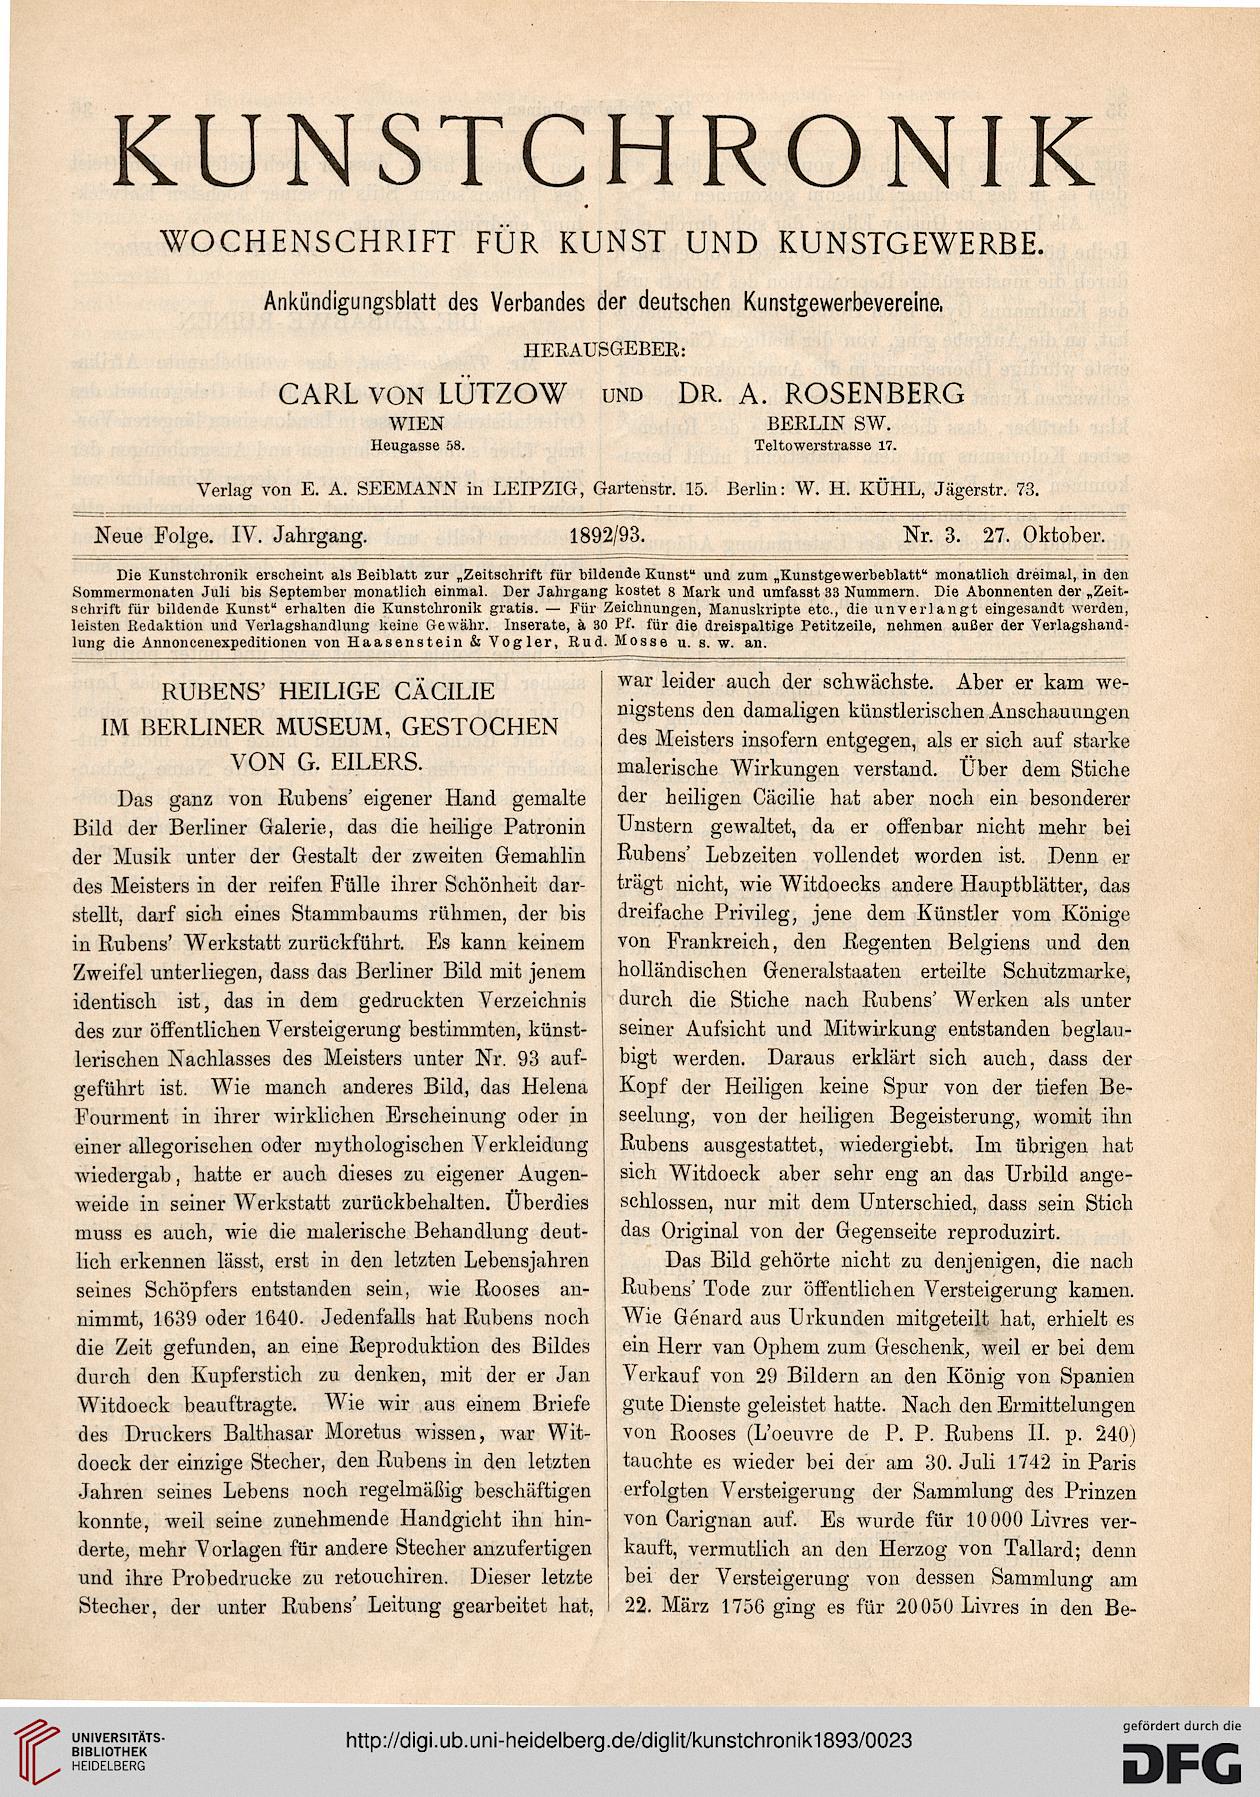 KUNSTCHRONIK
WOCHENSCHRIFT FÜR KUNST UND KUNSTGEWERBE.
Ankündigungsblatt des Verbandes der deutschen Kunstgewerbevereine.
HERAUSGEBER:
CARL VON LÜTZOW UND DR. A. ROSENBERG
WIEN BERLIN SW.
Heugasse 58. Teltowerstrasse 17.
Verlag von E. A. SEEMANN in LEIPZIG, Gartenstr. 15. Berlin: W. H. KÜHL, Jägerstr. 73.
Neue Folge. IV. Jahrgang. 1892/93. Nr. 3. 27. Oktober.
Die Kunstchronik erscheint als Beiblatt zur „Zeitschrift für bildende Kunst“ und zum „Kunstgewerbeblatt“ monatlich dreimal, in den
Sommermonaten Juli bis September monatlich einmal. Der Jahrgang kostet 8 Mark und umfasst 33 Nummern. Die Abonnenten der „Zeit-
schrift für bildende Kunst“ erhalten die Kunstchronik gratis. — Für Zeichnungen, Manuskripte etc., die unverlangt eingesandt werden,
leisten Redaktion und Verlagshandlung keine Gewähr. Inserate, à 30 Pf. für die dreispaltige Petitzeile, nehmen außer der Verlagshand-
lung die Annoncenexpeditionen von Haasenstein & Vogler, Rud. Mosse u. s. w. an.
RUBENS’ HEILIGE CÄCILIE
IM BERLINER MUSEUM, GESTOCHEN
VON G. EILERS.
Das ganz von Rubens’ eigener Hand gemalte
Bild der Berliner Galerie, das die heilige Patronin
der Musik unter der Gestalt der zweiten Gemahlin
des Meisters in der reifen Fülle ihrer Schönheit dar-
stellt, darf sich eines Stammbaums rühmen, der bis
in Rubens’ Werkstatt zurückführt. Es kann keinem
Zweifel unterliegen, dass das Berliner Bild mit jenem
identisch ist, das in dem gedruckten Verzeichnis
des zur öffentlichen Versteigerung bestimmten, künst-
lerischen Nachlasses des Meisters unter Nr. 93 auf-
geführt ist. Wie manch anderes Bild, das Helena
Fourment in ihrer wirklichen Erscheinung oder in
einer allegorischen oder mythologischen Verkleidung
wiedergab, hatte er auch dieses zu eigener Augen-
weide in seiner Werkstatt zurückbehalten. Überdies
muss es auch, wie die malerische Behandlung deut-
lich erkennen lässt, erst in den letzten Lebensjahren
seines Schöpfers entstanden sein, wie Rooses an-
nimmt, 1639 oder 1640. Jedenfalls hat Rubens noch
die Zeit gefunden, an eine Reproduktion des Bildes
durch den Kupferstich zu denken, mit der er Jan
Witdoeck beauftragte. Wie wir aus einem Briefe
des Druckers Balthasar Moretus wissen, war Wit-
doeck der einzige Stecher, den Rubens in den letzten
Jahren seines Lebens noch regelmäßig beschäftigen
konnte, weil seine zunehmende Handgicht ihn hin-
derte, mehr Vorlagen für andere Stecher anzufertigen
und ihre Probedrucke zu retouchiren. Dieser letzte
Stecher, der unter Rubens’ Leitung gearbeitet hat,
war leider auch der schwächste. Aber er kam we-
nigstens den damaligen künstlerischen Anschauungen
des Meisters insofern entgegen, als er sich auf starke
malerische Wirkungen verstand. Über dem Stiche
der heiligen Cäcilie hat aber noch ein besonderer
Unstern gewaltet, da er offenbar nicht mehr bei
Rubens’ Lebzeiten vollendet worden ist. Denn er
trägt nicht, wie Witdoecks andere Hauptblätter, das
dreifache Privileg, jene dem Künstler vom Könige
von Frankreich, den Regenten Belgiens und den
holländischen Generalstaaten erteilte Schutzmarke,
durch die Stiche nach Rubens’ Werken als unter
seiner Aufsicht und Mitwirkung entstanden beglau-
bigt werden. Daraus erklärt sich auch, dass der
Kopf der Heiligen keine Spur von der tiefen Be-
seelung, von der heiligen Begeisterung, womit ihn
Rubens ausgestattet, wiedergiebt. Im übrigen hat
sich Witdoeck aber sehr eng an das Urbild ange-
schlossen, nur mit dem Unterschied, dass sein Stich
das Original von der Gegenseite reproduzirt.
Das Bild gehörte nicht zu denjenigen, die nach
Rubens’ Tode zur öffentlichen Versteigerung kamen.
Wie Génard aus Urkunden mitgeteilt hat, erhielt es
ein Herr van Ophem zum Geschenk, weil er bei dem
Verkauf von 29 Bildern an den König von Spanien
gute Dienste geleistet hatte. Nach den Ermittelungen
von Rooses (L’oeuvre de P. P. Rubens II. p. 240)
tauchte es wieder bei der am 30. Juli 1742 in Paris
erfolgten Versteigerung der Sammlung des Prinzen
von Carignan auf. Es wurde für 10000 Livres ver-
kauft, vermutlich an den Herzog von Tallard; denn
bei der Versteigerung von dessen Sammlung am
22. März 1756 ging es für 20050 Livres in den Be-
UNIVERSITÄTS-
BIBLIOTHEK
HEIDELBERG
http://digi.ub.uni-heidelberg.de/diglit/kunstchronik1893/0023
gefördert durch die
DFG